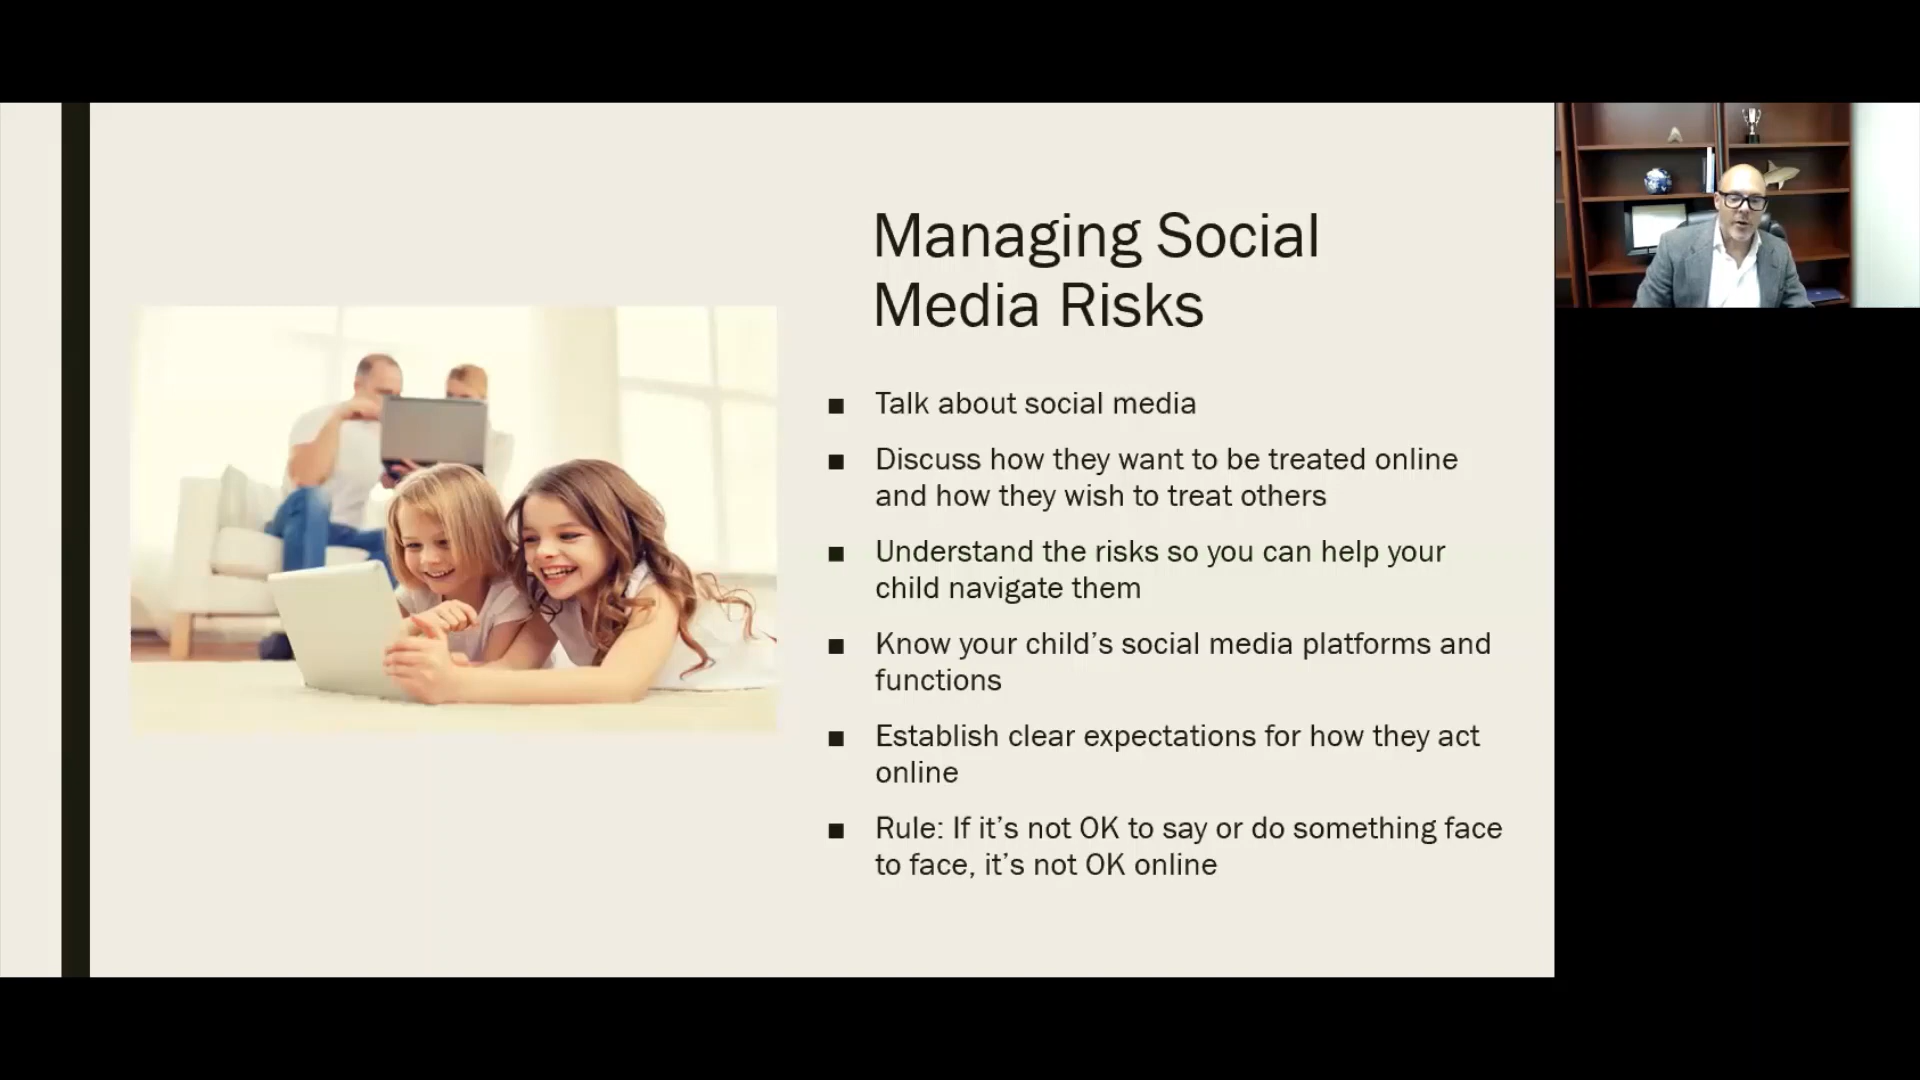 Managing Social
Media Risks
■ Talk about social media
■ Discuss how they want to be treated online
and how they wish to treat others
■ Understand the risks so you can help your
child navigate them
■ Know your child’s social media platforms and
functions
■ Establish clear expectations for how they act
online
■ Rule: If it’s not OK to say or do something face
to face, it’s not OK online